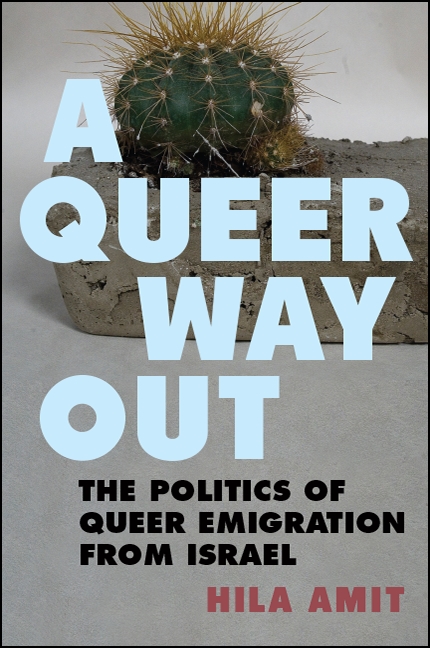 A
QUEER
WAY
OUT
THE POLITICS OF
QUEER EMIGRATION
FROM ISRAEL
HILA AMIT